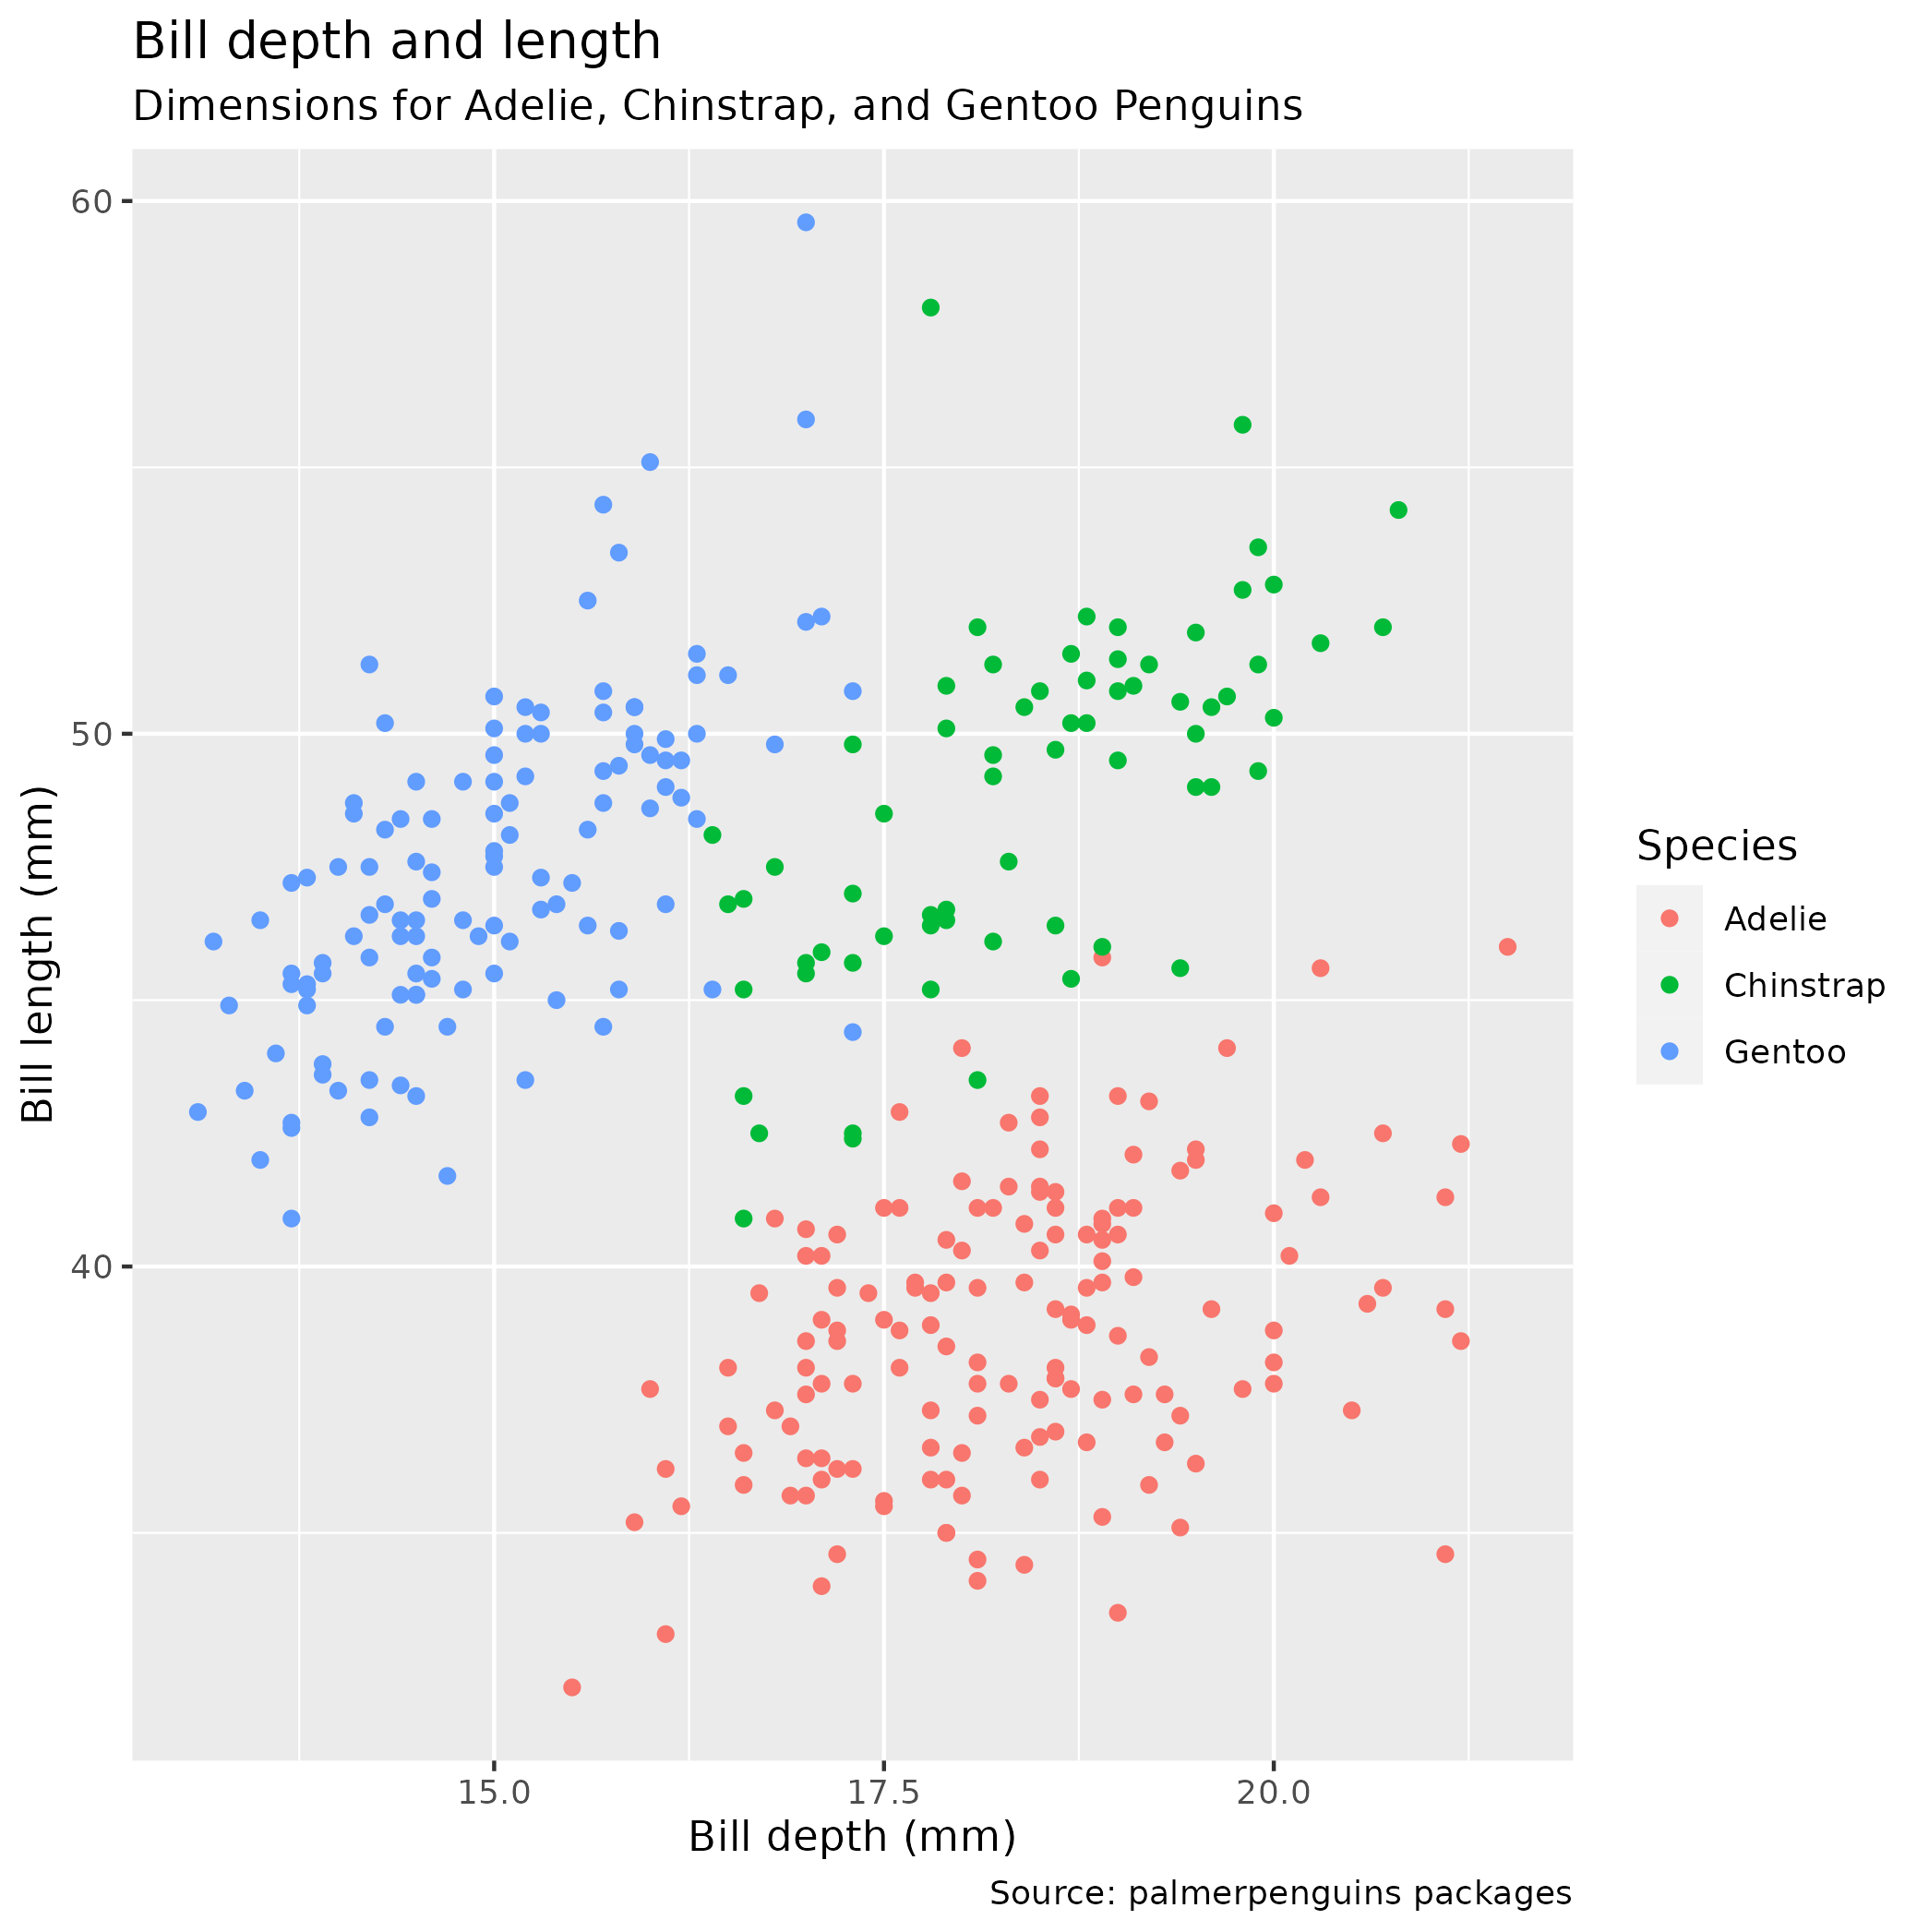 Bill depth and length
Dimensions for Adelie, Chinstrap, and Gentoo Penguins
60
50
40
Bill length (mm)
15.0 17.5 20.0
Bill depth (mm)
Species
Adelie
Chinstrap
Gentoo
Source: palmerpenguins packages